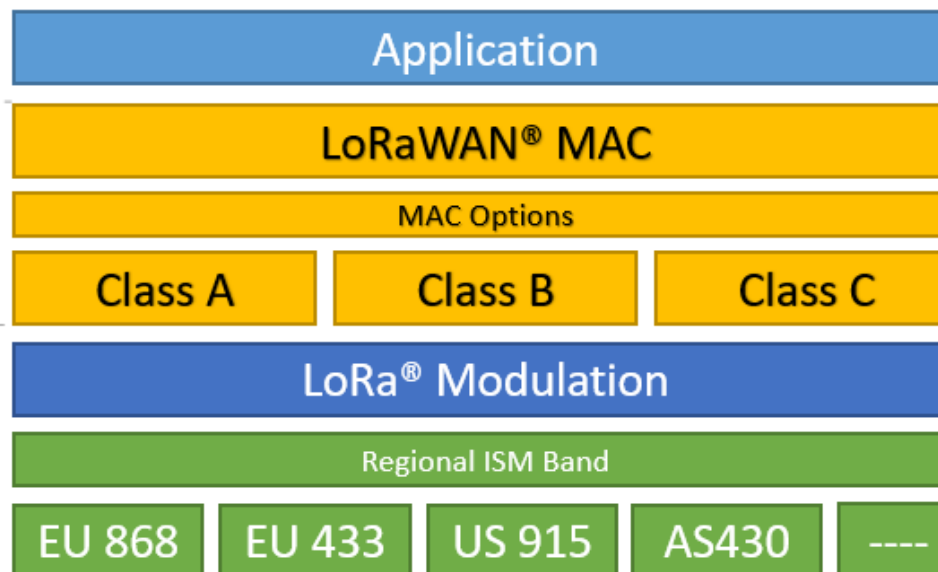 Application
LoRaWAN® MAC
MAC Options
Class A Class B Class C
LoRa® Modulation
Regional ISM Band
EU 868 EU 433 US 915 AS430 ----